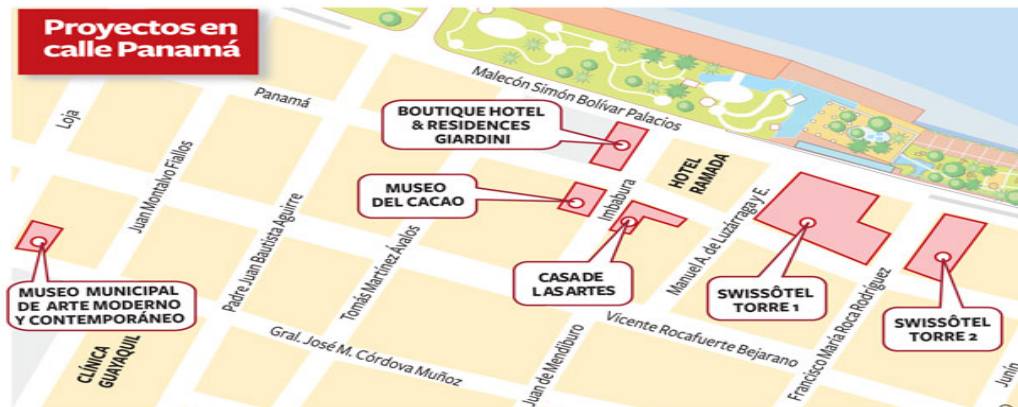 Proyectos en
calle Panamá
Malecón Simón Bolívar Palacios
Panamá
Loja
Juan Montalvo Fiallos
Padre Juan Bautista Aguirre
Tomás Martínez Ávalos
BOUTIQUE HOTEL
& RESIDENCES
GIARDINI
MUSEO
DEL CACAO
Imbabura
HOTEL
RAMADA
Manuel A. de Luzárraga y E.
CASA DE
LAS ARTES
SWISSÔTEL
TORRE 1
SWISSÔTEL
TORRE 2
MUSEO MUNICIPAL
DE ARTE MODERNO
Y CONTEMPORÁNEO
CLÍNICA
GUAYAQUIL
Gral. José M. Córdova Muñoz
Juan de Mendiburo
Vicente Rocafuerte Bejarano
Francisco María Roca Rodríguez
Junín